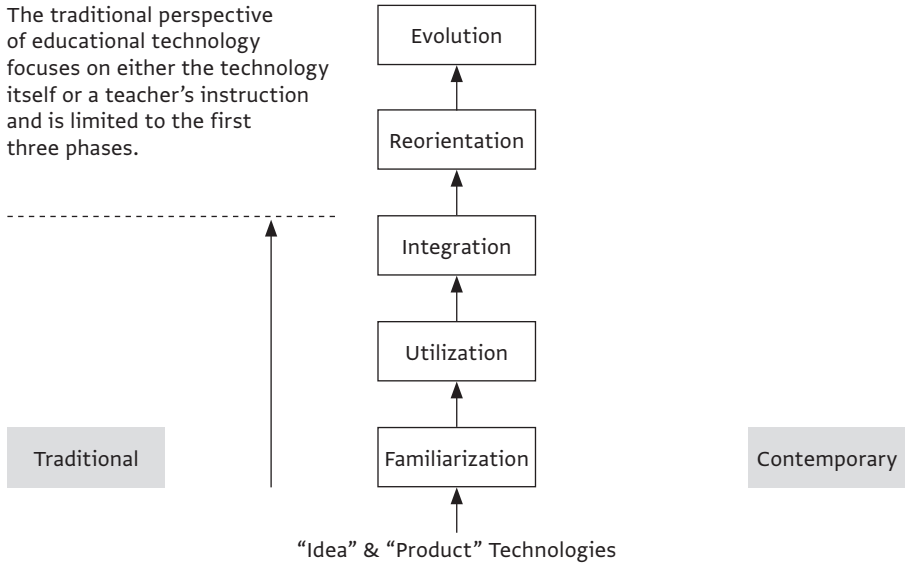 The traditional perspective
of educational technology
focuses on either the technology
itself or a teacher’s instruction
and is limited to the first
three phases.
Evolution
Reorientation
Integration
Utilization
Traditional
Familiarization
Contemporary
“Idea” & “Product” Technologies